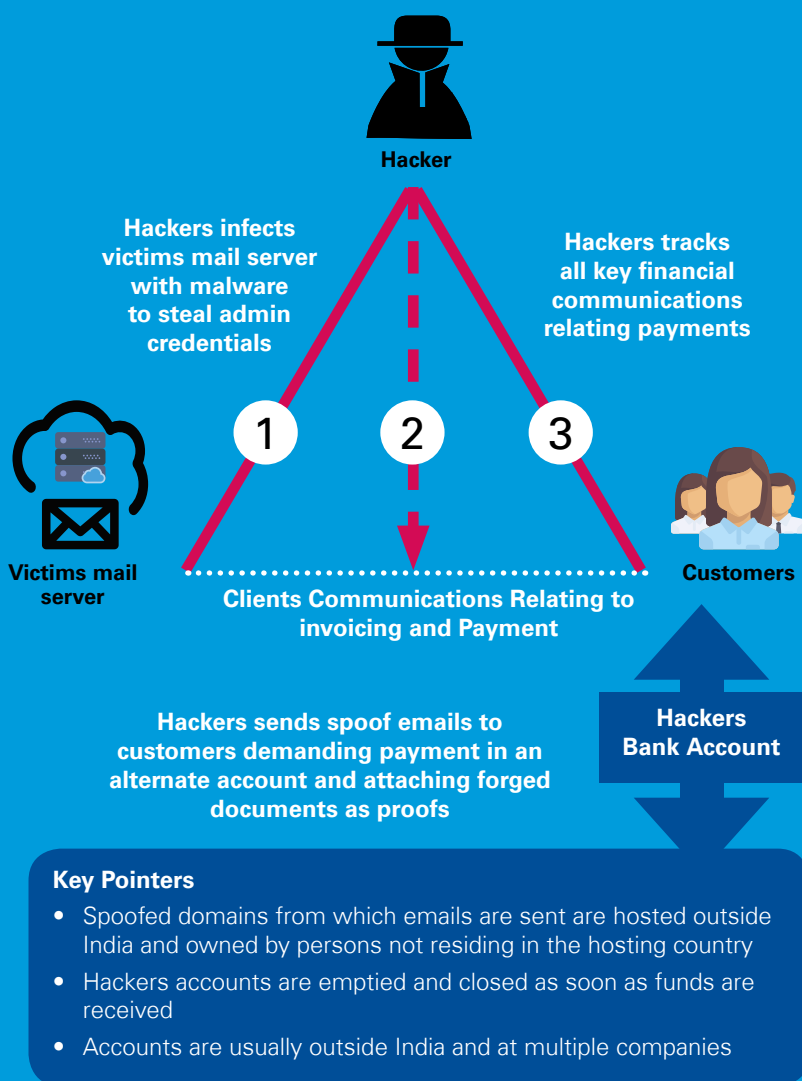 Hacker
Hackers infects
victims mail server
with malware
to steal admin
credentials
Hackers tracks
all key financial
communications
relating payments
1
2
3
Victims mail
server
Customers
Clients Communications Relating to
invoicing and Payment
Hackers sends spoof emails to
customers demanding payment in an
alternate account and attaching forged
documents as proofs
Hackers
Bank Account
Key Pointers
• Spoofed domains from which emails are sent are hosted outside
India and owned by persons not residing in the hosting country
• Hackers accounts are emptied and closed as soon as funds are
received
• Accounts are usually outside India and at multiple companies